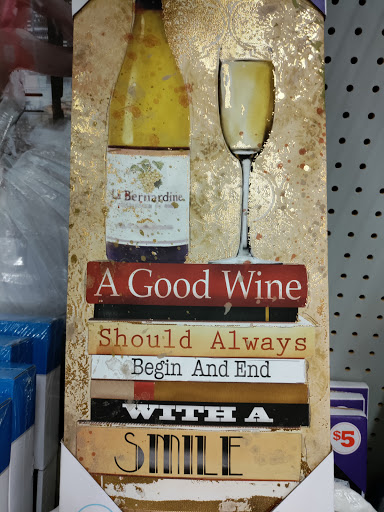 La Bernardine
A Good Wine
Should Always
Begin And End
WITH A
SMILE
$5